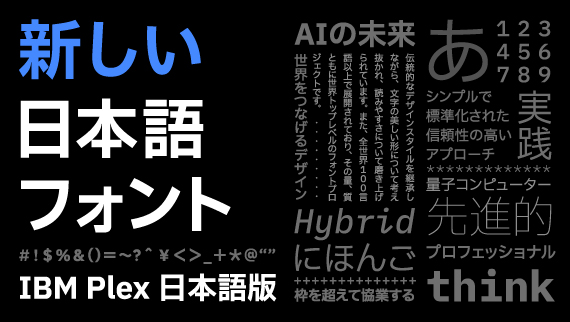 新しい
日本語
フォント
#!$%&()=~?^¥<>_+*@“”
IBM Plex 日本語版
AIの未来
伝統的なデザインスタイルを継承し
ながら、文字の美しい形について考え
抜かれ、読みやすさについて磨き上げ
られています。また、全世界100言
語以上で展開されており、その量、質
ともに世界トップレベルのフォントプロ
ジェクトです。・・・・・・・・
世界をつなげるデザイン
Hybrid
にほんご
++++++++++++++
枠を超えて協業する
あ
1 2 3
4 5 6
7 8 9
シンプルで
標準化された
信頼性の高い
アプローチ
実践
************
量子コンピューター
先進的
プロフェッショナル
think